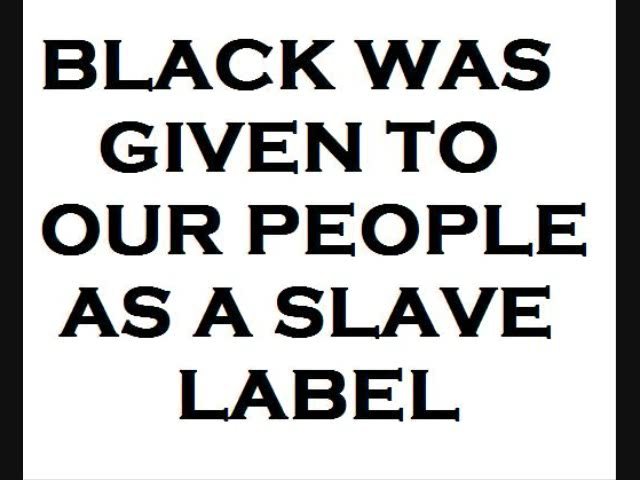 BLACK WAS
GIVEN TO
OUR PEOPLE
AS A SLAVE
LABEL